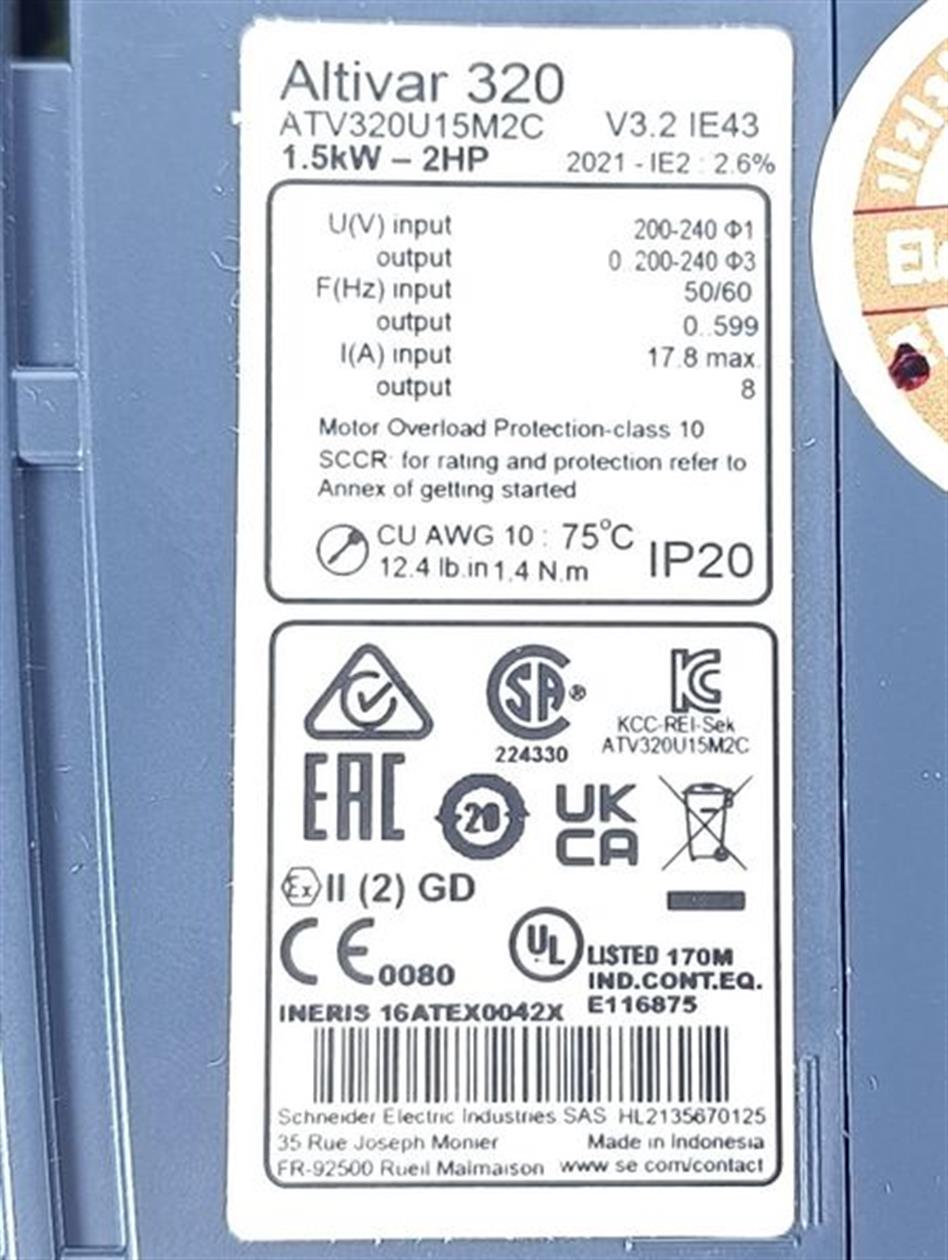 Altivar 320
ATV320U15M2C V3.2 IE43
1.5kW – 2HP 2021 - IE2 : 2.6%
U(V) input 200-240 Φ1
output 0..200-240 Φ3
F(Hz) input 50/60
output 0..599
I(A) input 17.8 max.
output 8
Motor Overload Protection-class 10
SCCR: for rating and protection refer to
Annex of getting started
CU AWG 10 : 75°C IP20
12.4 lb.in 1.4 N.m
SA®
224330
KC
KCC-REI-Sek
ATV320U15M2C
EAC
20
UK
CA
Ex II (2) GD
CE 0080
UL LISTED 170M
IND.CONT.EQ.
E116875
INERIS 16ATEX0042X
Schneider Electric Industries SAS HL2135670125
35 Rue Joseph Monier Made in Indonesia
FR-92500 Rueil Malmaison www.se.com/contact